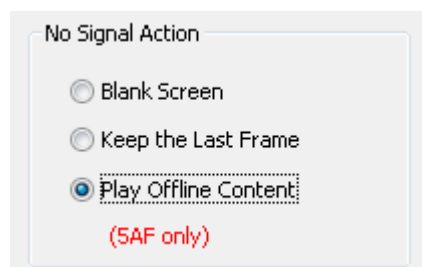 No Signal Action
Blank Screen
Keep the Last Frame
Play Offline Content
(5AF only)